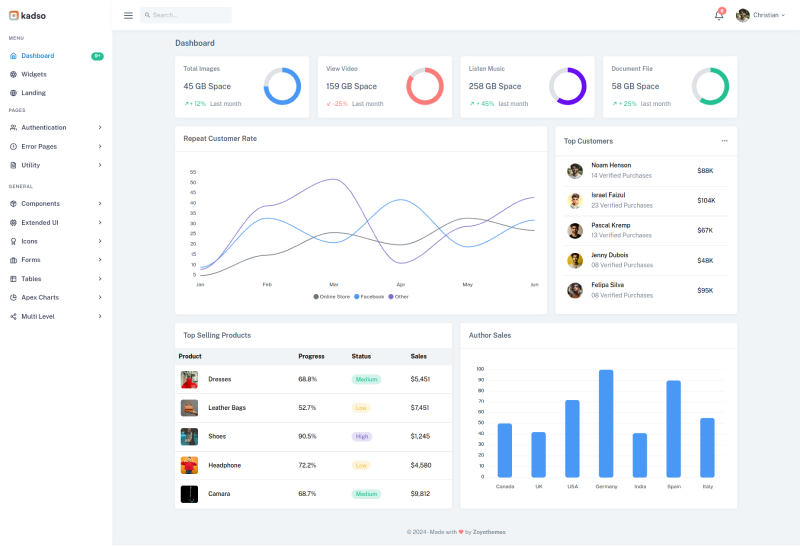 kadso
Search...
8
Christian
MENU
Dashboard
9+
Widgets
Landing
PAGES
Authentication
Error Pages
Utility
GENERAL
Components
Extended UI
Icons
Forms
Tables
Apex Charts
Multi Level
Dashboard
Total Images
45 GB Space
+ 12% Last month
View Video
159 GB Space
- 25% Last month
Listen Music
258 GB Space
+ 45% last month
Document File
58 GB Space
+ 25% last month
Repeat Customer Rate
55
50
45
40
35
30
25
20
15
10
5
Jan Feb Mar Apr May Jun
Online Store Facebook Other
Top Customers
Noam Henson
14 Verified Purchases
$88K
Israel Faizul
23 Verified Purchases
$104K
Pascal Kremp
13 Verified Purchases
$67K
Jenny Dubois
08 Verified Purchases
$48K
Felipa Silva
08 Verified Purchases
$95K
Top Selling Products
Product Progress Status Sales
Dresses 68.8% Medium $5,451
Leather Bags 52.7% Low $7,451
Shoes 90.5% High $1,245
Headphone 72.2% Low $4,580
Camara 68.7% Medium $9,812
Author Sales
100
90
80
70
60
50
40
30
20
10
0
Canada UK USA Germany India Spain Italy
© 2024 - Made with ❤ by Zoyothemes